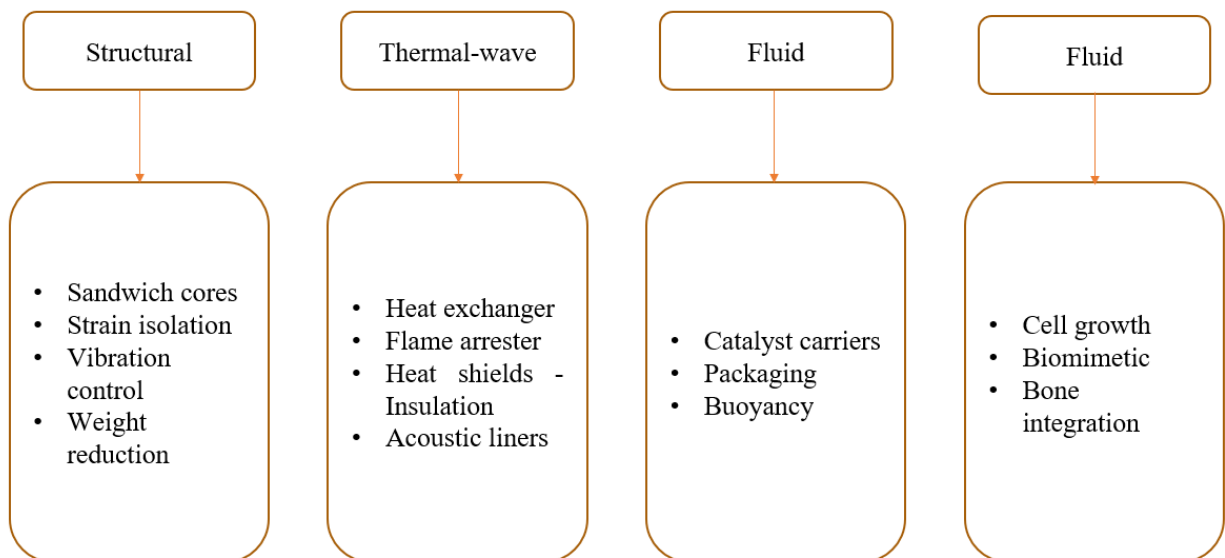 Structural
Thermal-wave
Fluid
Fluid
• Sandwich cores
• Strain isolation
• Vibration
control
• Weight
reduction
• Heat exchanger
• Flame arrester
• Heat shields -
Insulation
• Acoustic liners
• Catalyst carriers
• Packaging
• Buoyancy
• Cell growth
• Biomimetic
• Bone
integration